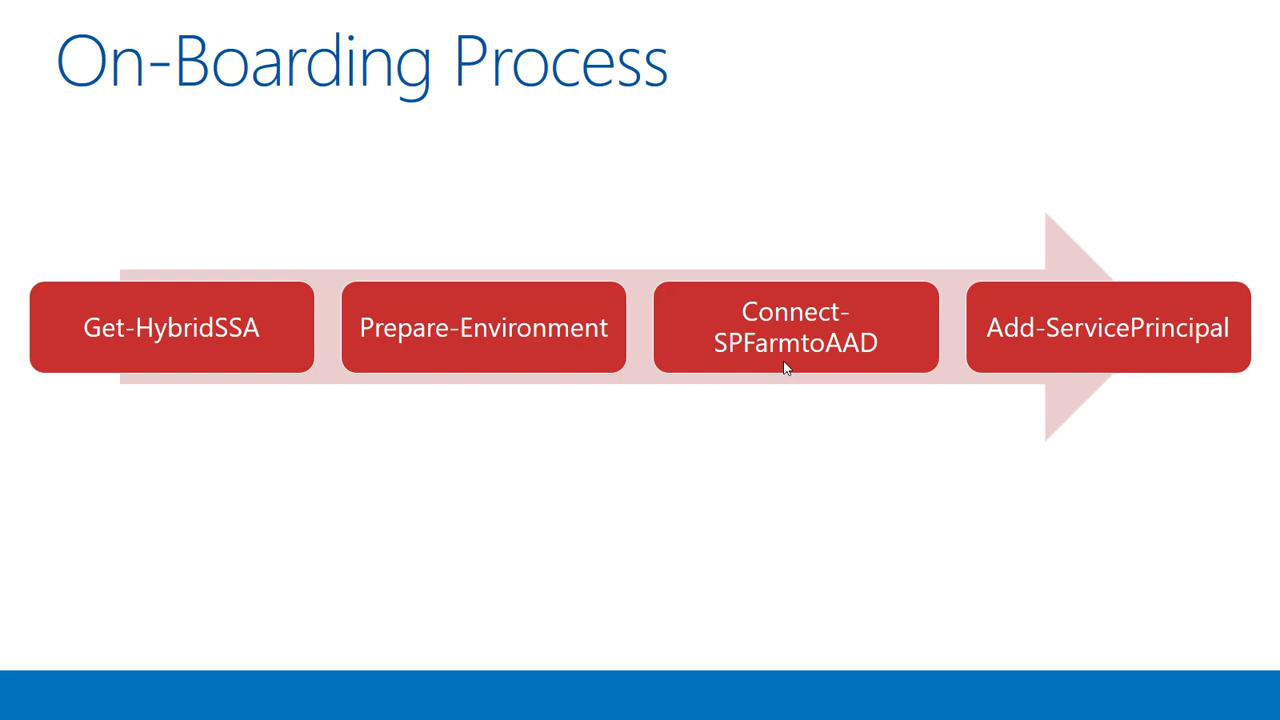 On-Boarding Process
Get-HybridSSA
Prepare-Environment
Connect-
SPFarmtoAAD
Add-ServicePrincipal